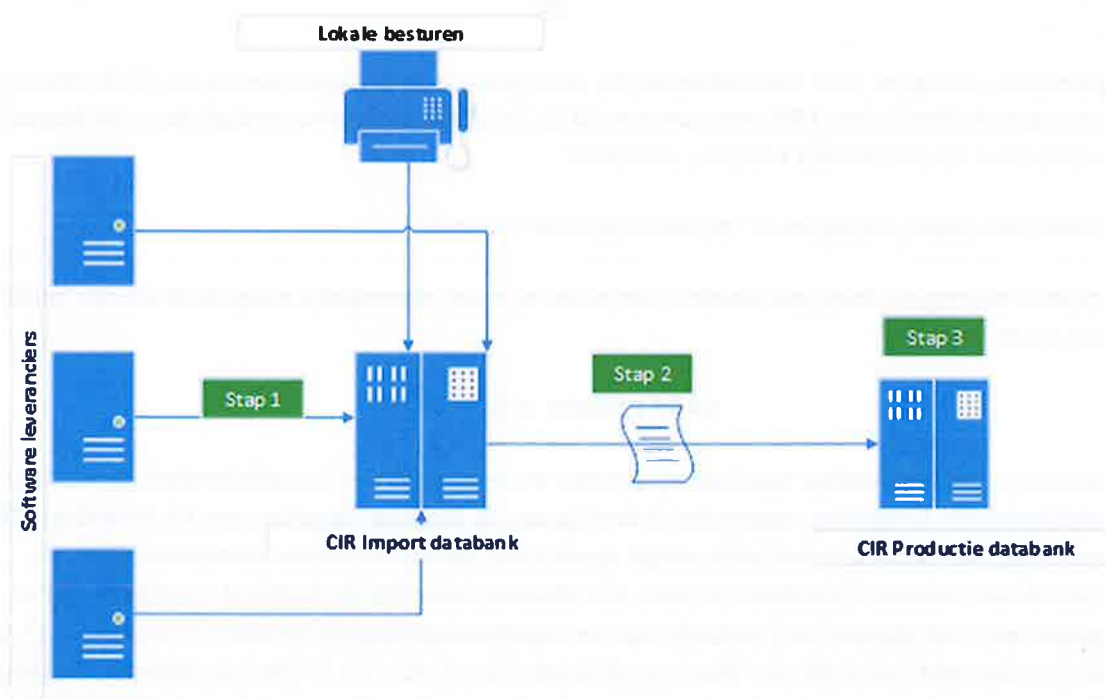 Lokale besturen
Software leveranciers
Stap 1
Stap 2
Stap 3
CIR Import databank
CIR Productie databank